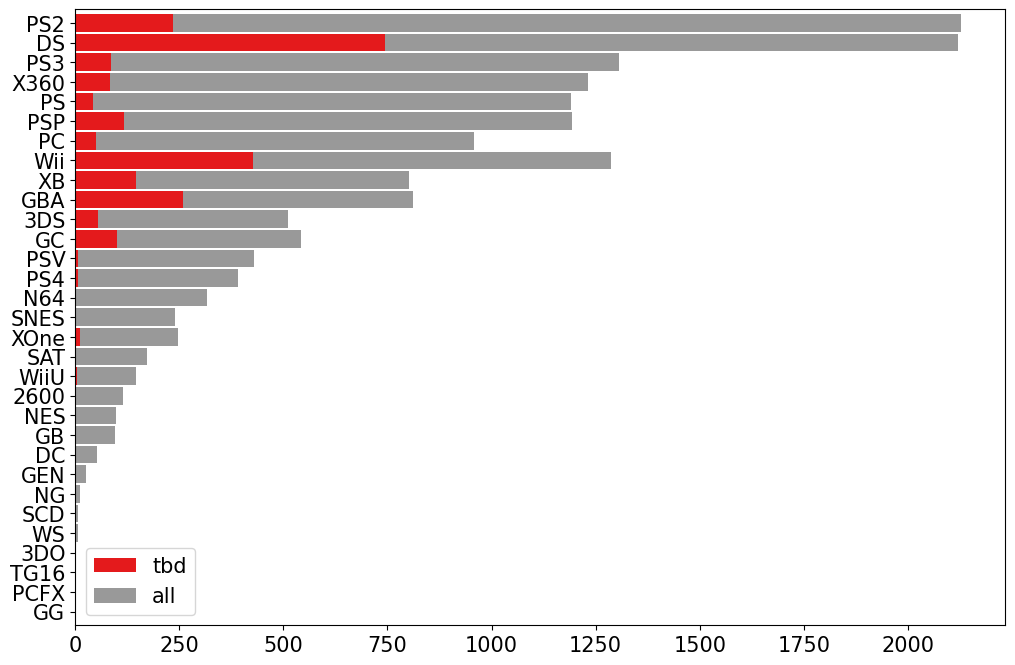 PS2
DS
PS3
X360
PS
PSP
PC
Wii
XB
GBA
3DS
GC
PSV
PS4
N64
SNES
XOne
SAT
WiiU
2600
NES
GB
DC
GEN
NG
SCD
WS
3DO
TG16
PCFX
GG
tbd
all
0 250 500 750 1000 1250 1500 1750 2000